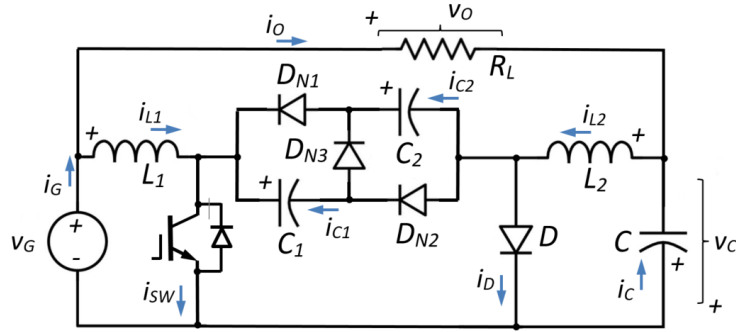 i_O + v_O
R_L
D_N1 + i_C2
i_L1 i_L2
+ D_N3 C_2 +
L_1 L_2
i_G
+ D_N2
v_G + - C_1 i_C1 D C v_C
i_SW i_D i_C + +